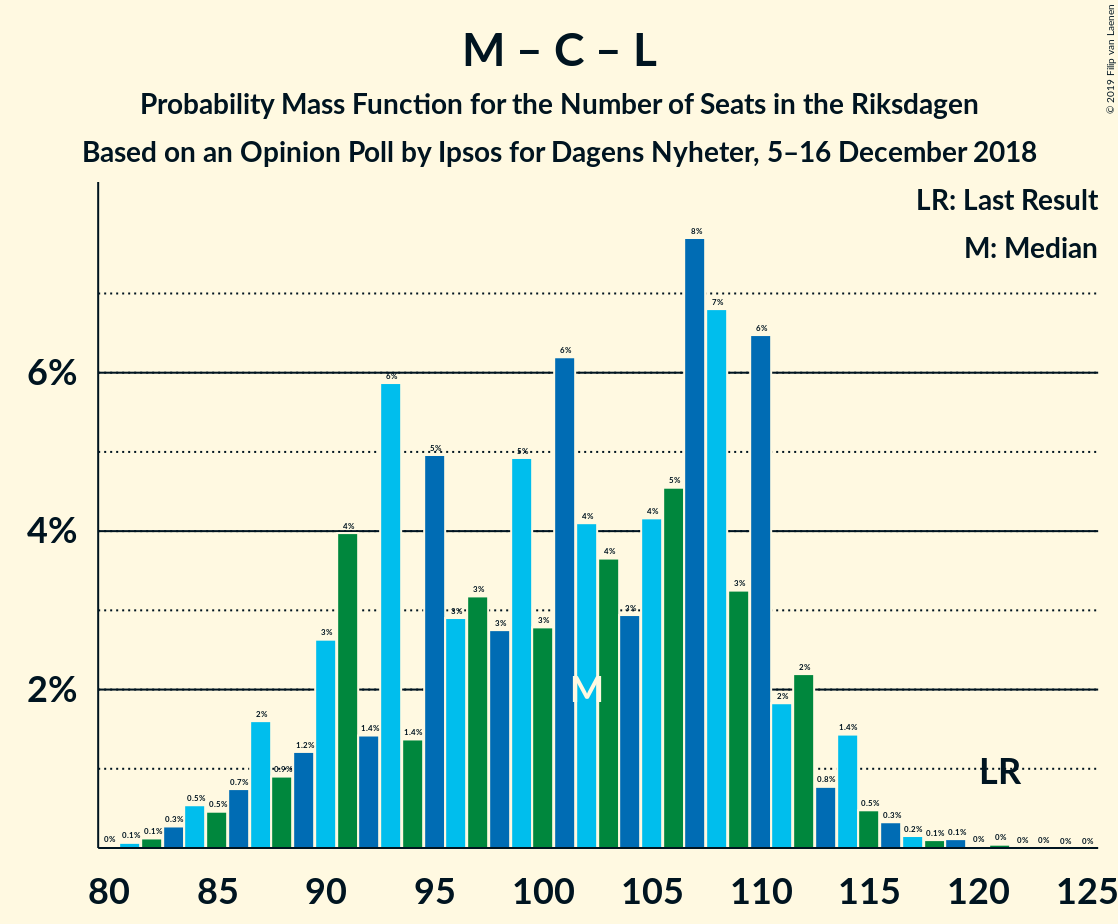 M – C – L
Probability Mass Function for the Number of Seats in the Riksdagen
Based on an Opinion Poll by Ipsos for Dagens Nyheter, 5–16 December 2018
© 2019 Filip van Laenen
LR: Last Result
M: Median
6%
4%
2%
0% 0.1% 0.1% 0.3% 0.5% 0.5% 0.7% 2% 0.9% 1.2% 3% 4% 1.4% 6% 1.4% 5% 3% 3% 3% 5% 3% 6% 4% 4% 3% 4% 5% 8% 7% 3% 6% 2% 2% 0.8% 1.4% 0.5% 0.3% 0.2% 0.1% 0.1% 0% 0% 0% 0% 0% 0%
M
LR
80 85 90 95 100 105 110 115 120 125